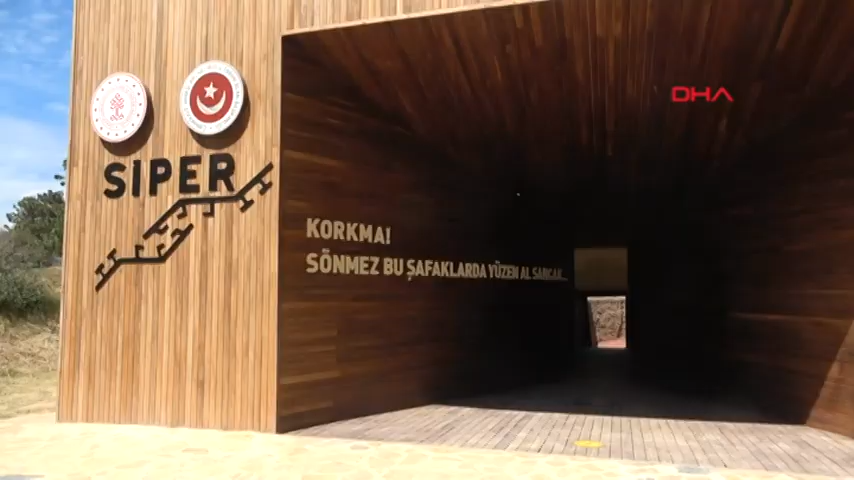 DHA
SIPER
KORKMA!
SÖNMEZ BU ŞAFAKLARDA YÜZEN AL SANCAK...